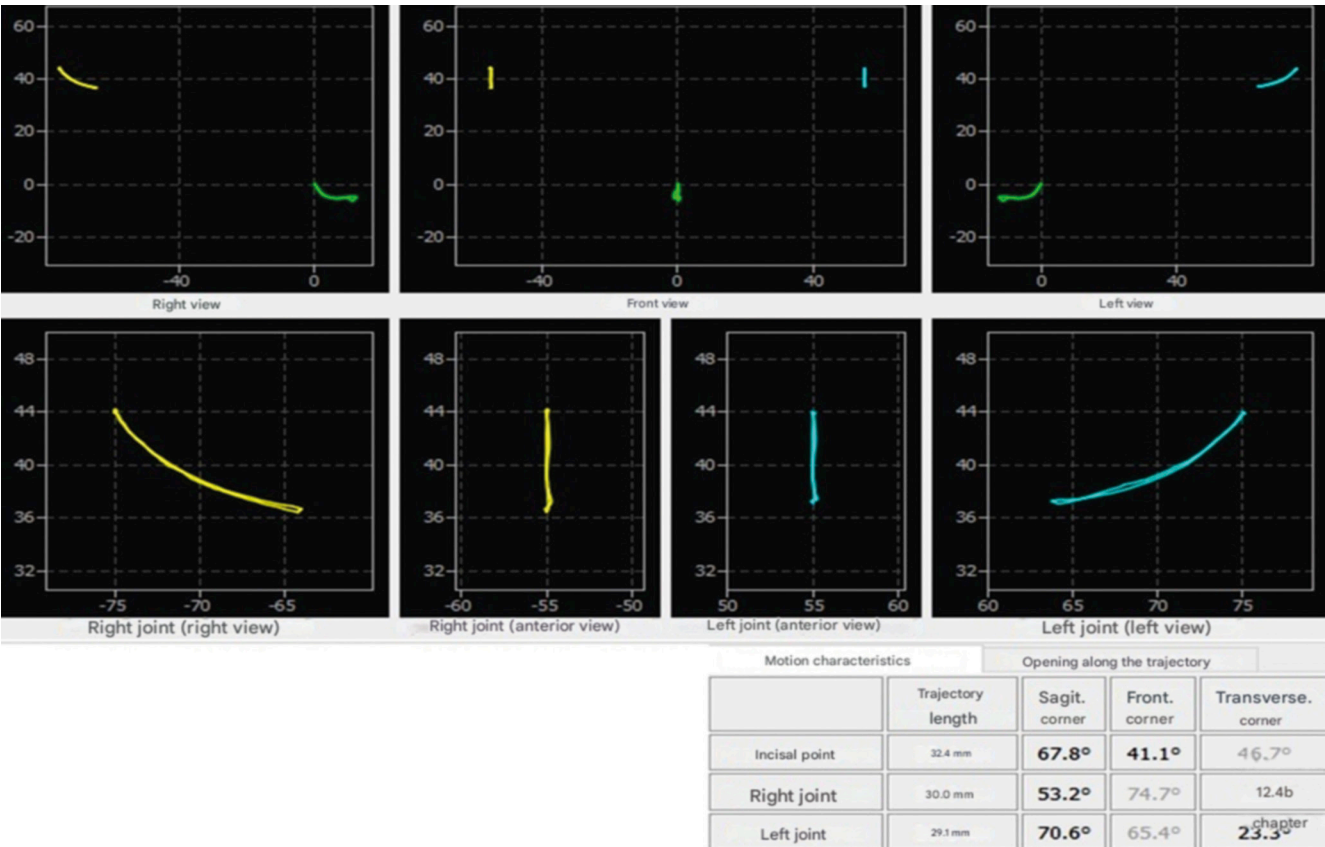 60 60 60
40 40 40
20 20 20
0 0 0
-20 -20 -20
-40 0 -40 0 40 0 40
Right view Front view Left view
48 48 48 48
44 44 44 44
40 40 40 40
36 36 36 36
32 32 32 32
-75 -70 -65 -60 -55 -50 50 55 60 60 65 70 75
Right joint (right view) Right joint (anterior view) Left joint (anterior view) Left joint (left view)
Motion characteristics Opening along the trajectory
Trajectory length Sagit. corner Front. corner Transverse. corner
Incisal point 32.4 mm 67.8° 41.1° 46.7°
Right joint 30.0 mm 53.2° 74.7° 12.4b
chapter
Left joint 29.1 mm 70.6° 65.4° 23.3°